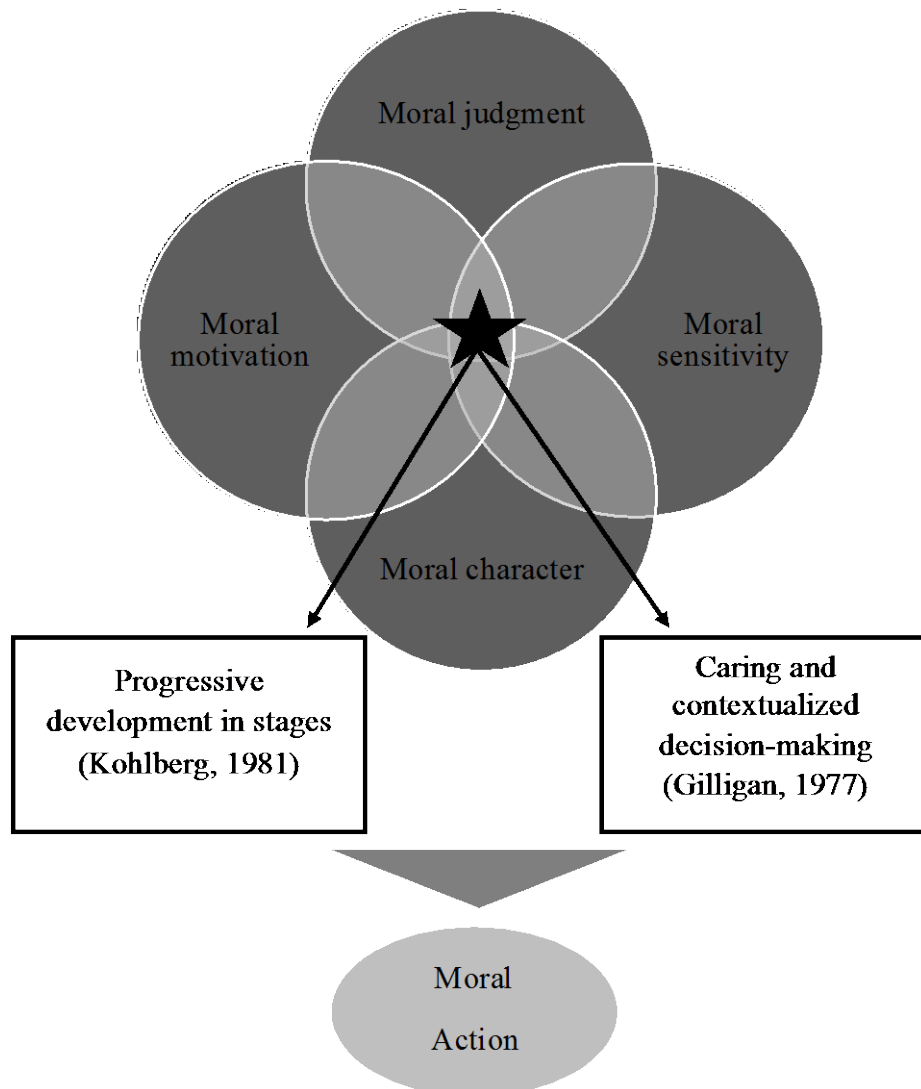 Moral judgment
Moral
motivation
Moral
sensitivity
Moral character
Progressive
development in stages
(Kohlberg, 1981)
Caring and
contextualized
decision-making
(Gilligan, 1977)
Moral
Action